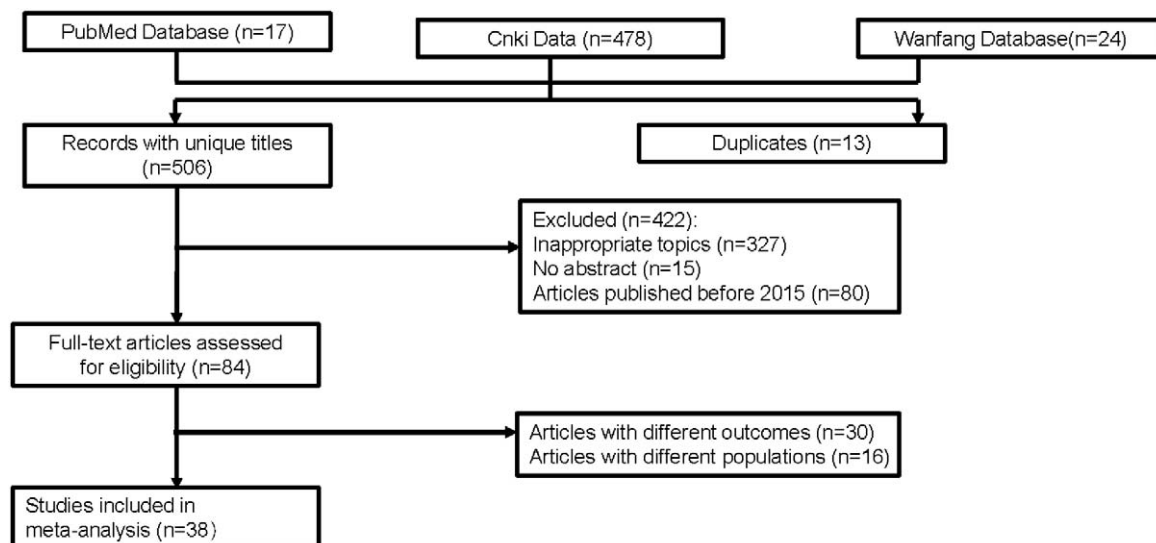 PubMed Database (n=17)
Cnki Data (n=478)
Wanfang Database(n=24)
Records with unique titles
(n=506)
Duplicates (n=13)
Excluded (n=422):
Inappropriate topics (n=327)
No abstract (n=15)
Articles published before 2015 (n=80)
Full-text articles assessed
for eligibility (n=84)
Articles with different outcomes (n=30)
Articles with different populations (n=16)
Studies included in
meta-analysis (n=38)